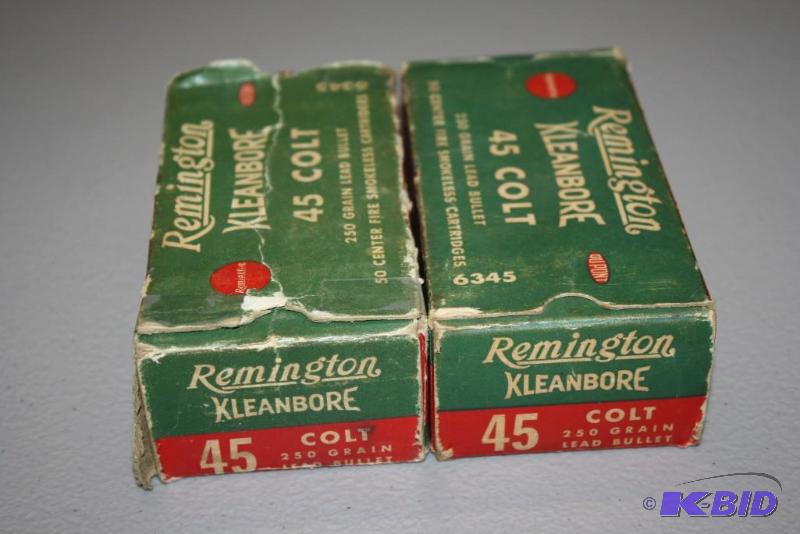 Remington
KLEANBORE
45 COLT
250 GRAIN LEAD BULLET
50 CENTER FIRE SMOKELESS CARTRIDGES
6345
Remington
Remington
KLEANBORE
45 COLT
250 GRAIN
LEAD BULLET
Remington
KLEANBORE
45 COLT
250 GRAIN LEAD BULLET
50 CENTER FIRE SMOKELESS CARTRIDGES
6345
DUPONT
Remington
KLEANBORE
45 COLT
250 GRAIN
LEAD BULLET
© K-BID